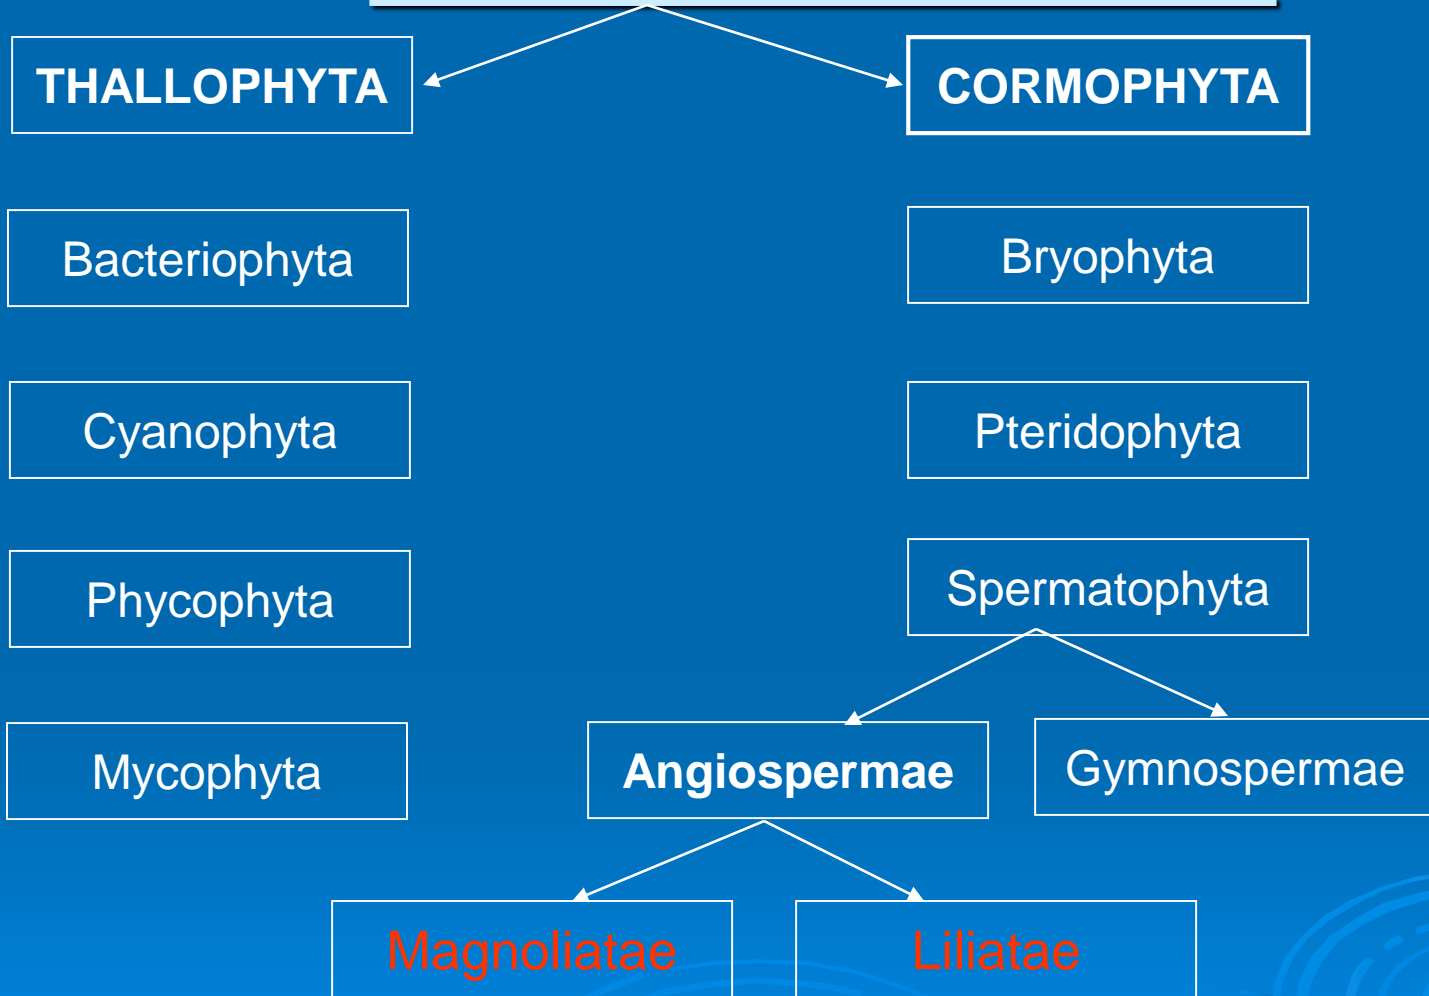 THALLOPHYTA
CORMOPHYTA
Bacteriophyta
Bryophyta
Cyanophyta
Pteridophyta
Phycophyta
Spermatophyta
Mycophyta
Angiospermae
Gymnospermae
Magnoliatae
Liliatae